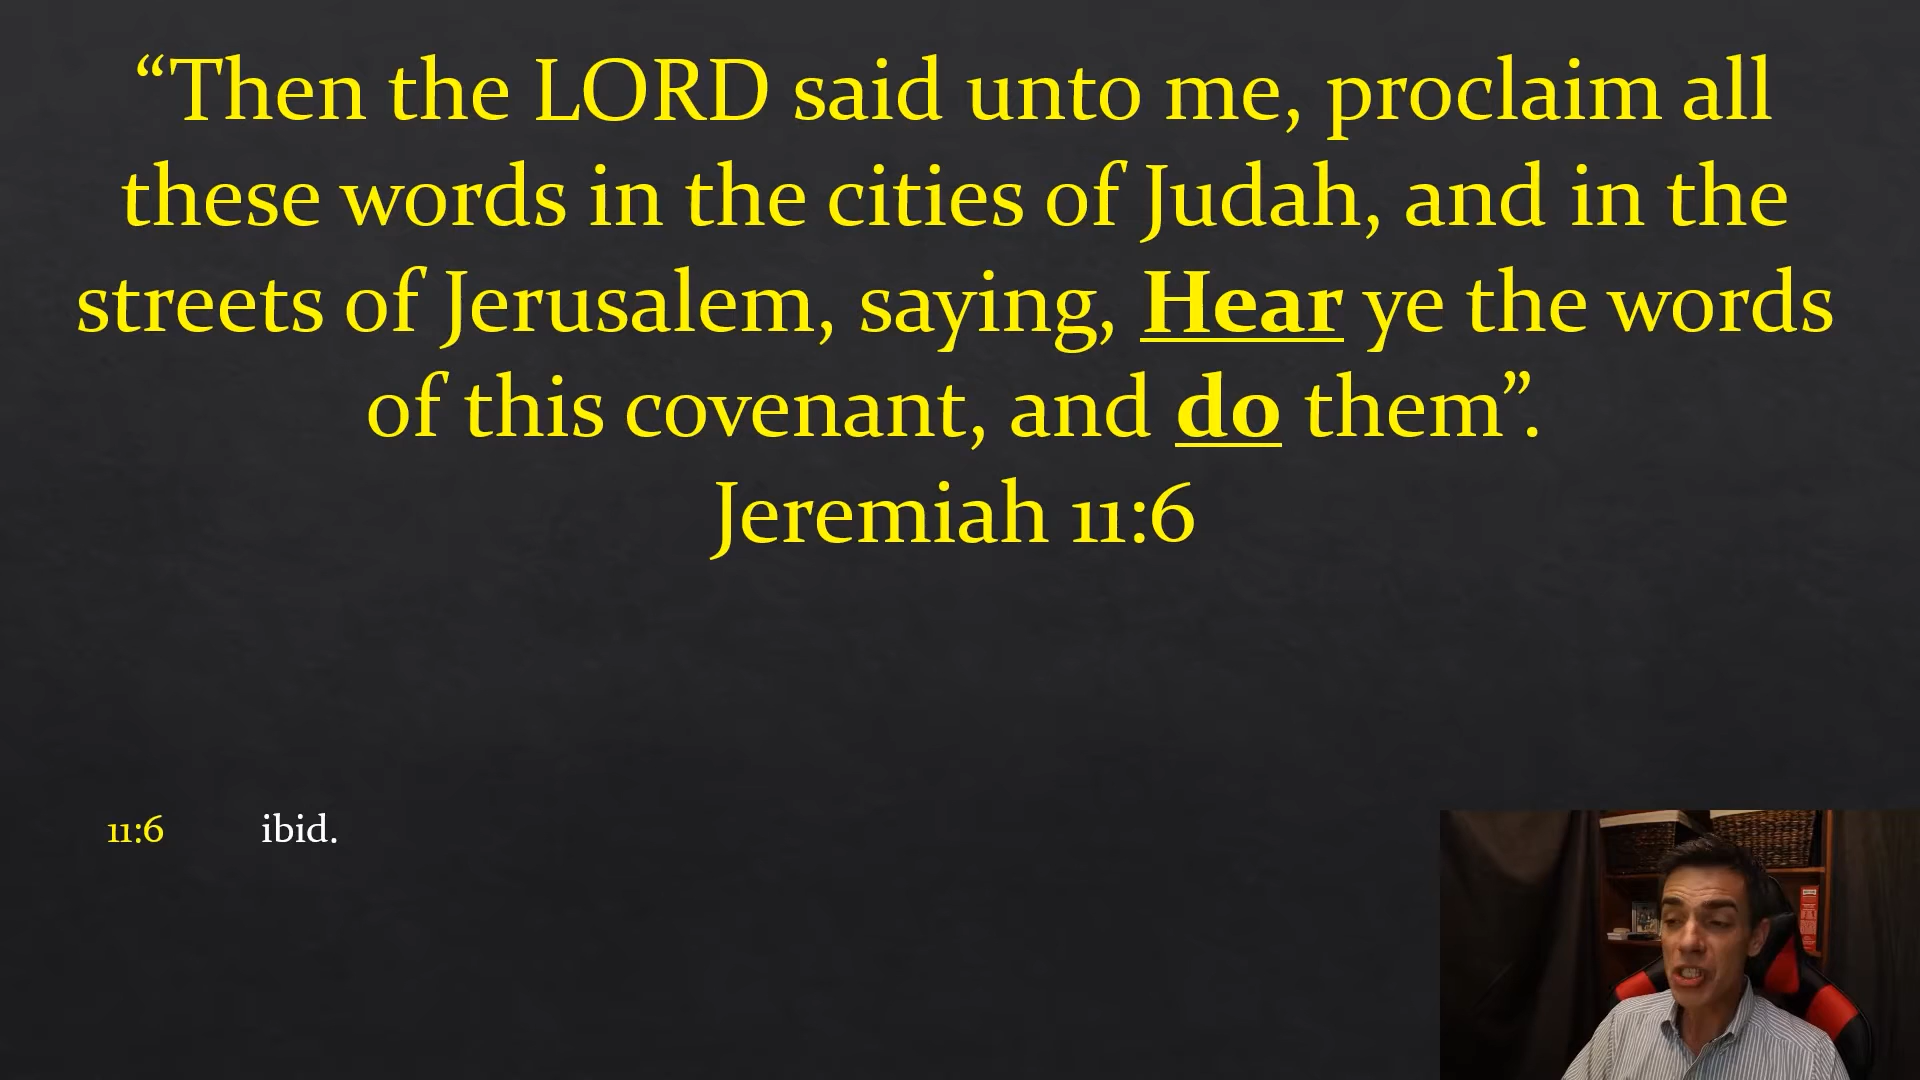 “Then the LORD said unto me, proclaim all
these words in the cities of Judah, and in the
streets of Jerusalem, saying, Hear ye the words
of this covenant, and do them”.
Jeremiah 11:6
11:6 ibid.